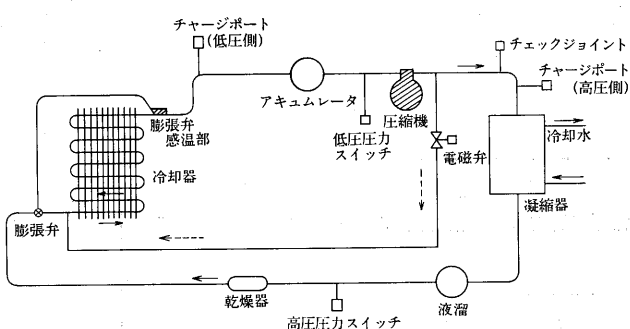 チャージポート
(低圧側)
チェックジョイント
チャージポート
(高圧側)
アキュムレータ
圧縮機
膨張弁
感温部
低圧圧力
スイッチ
電磁弁
冷却水
冷却器
凝縮器
膨張弁
乾燥器
液溜
高圧圧力スイッチ